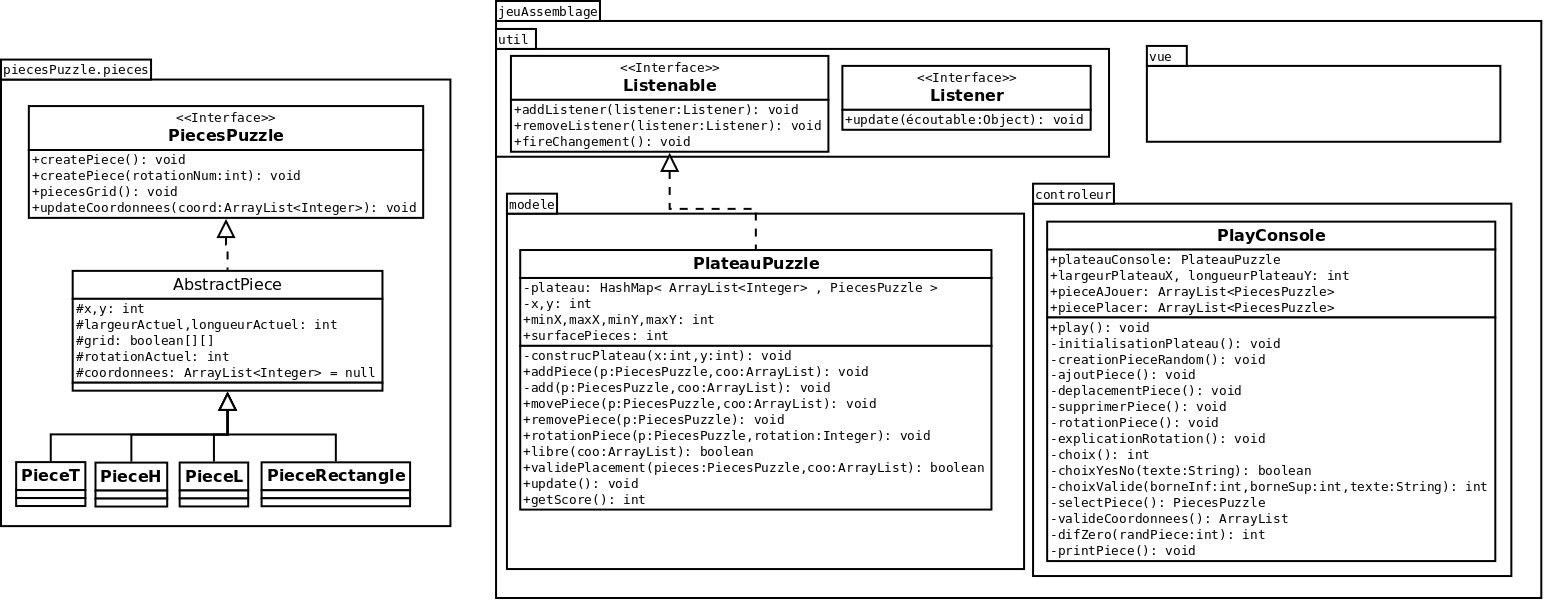 piecesPuzzle.pieces
<<Interface>>
PiecesPuzzle
+createPiece(): void
+createPiece(rotationNum:int): void
+piecesGrid(): void
+updateCoordonnees(coord:ArrayList<Integer>): void
AbstractPiece
#x,y: int
#largeurActuel,longueurActuel: int
#grid: boolean[][]
#rotationActuel: int
#coordonnees: ArrayList<Integer> = null
PieceT
PieceH
PieceL
PieceRectangle
jeuAssemblage
util
<<Interface>>
Listenable
+addListener(listener:Listener): void
+removeListener(listener:Listener): void
+fireChangement(): void
<<Interface>>
Listener
+update(écoutable:Object): void
vue
modele
PlateauPuzzle
-plateau: HashMap< ArrayList<Integer> , PiecesPuzzle >
-x,y: int
+minX,maxX,minY,maxY: int
+surfacePieces: int
-construcPlateau(x:int,y:int): void
+addPiece(p:PiecesPuzzle,coo:ArrayList): void
-add(p:PiecesPuzzle,coo:ArrayList): void
+movePiece(p:PiecesPuzzle,coo:ArrayList): void
+removePiece(p:PiecesPuzzle): void
+rotationPiece(p:PiecesPuzzle,rotation:Integer): void
+libre(coo:ArrayList): boolean
+validePlacement(pieces:PiecesPuzzle,coo:ArrayList): boolean
+update(): void
+getScore(): int
controleur
PlayConsole
+plateauConsole: PlateauPuzzle
+largeurPlateauX, longueurPlateauY: int
+pieceAJouer: ArrayList<PiecesPuzzle>
+piecePlacer: ArrayList<PiecesPuzzle>
+play(): void
-initialisationPlateau(): void
-creationPieceRandom(): void
-ajoutPiece(): void
-deplacementPiece(): void
-supprimerPiece(): void
-rotationPiece(): void
-explicationRotation(): void
-choix(): int
-choixYesNo(texte:String): boolean
-choixValide(borneInf:int,borneSup:int,texte:String): int
-selectPiece(): PiecesPuzzle
-valideCoordonnees(): ArrayList
-difZero(randPiece:int): int
-printPiece(): void